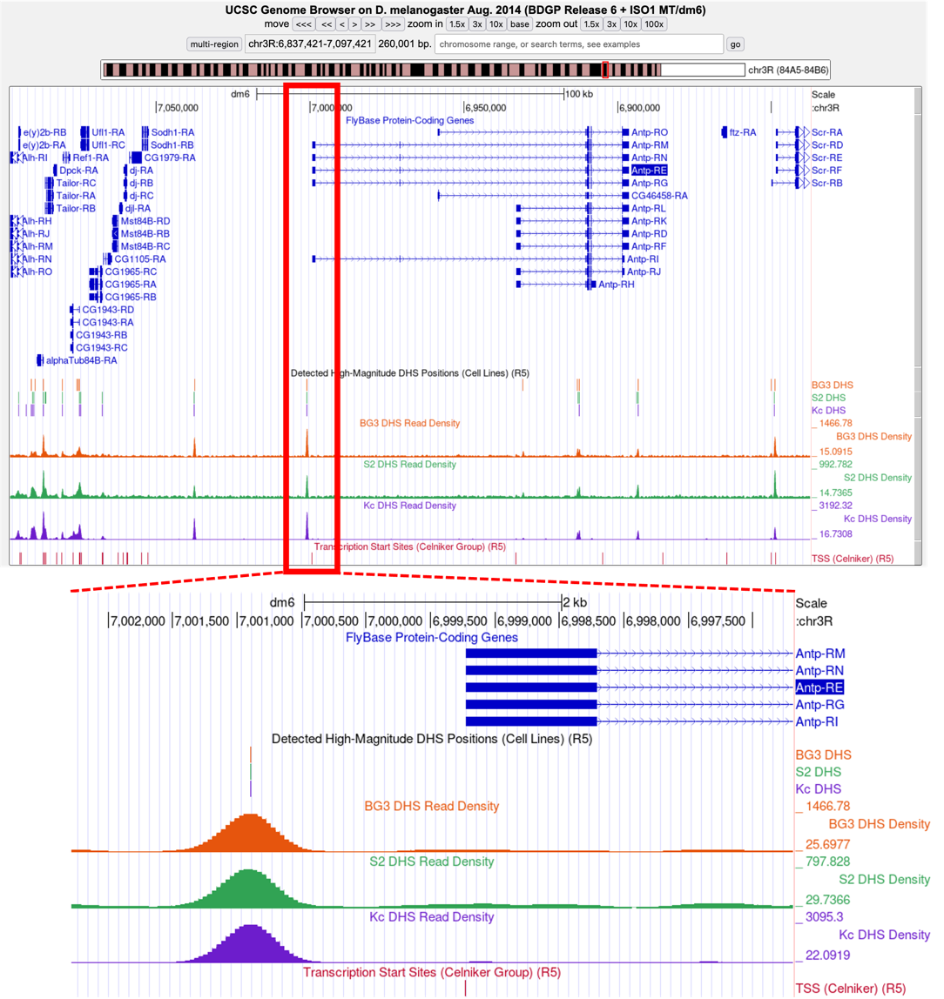 UCSC Genome Browser on D. melanogaster Aug. 2014 (BDGP Release 6 + ISO1 MT/dm6)
move <<< << < > >> >>> zoom in 1.5x 3x 10x base zoom out 1.5x 3x 10x 100x
multi-region chr3R:6,837,421-7,097,421 260,001 bp. chromosome range, or search terms, see examples go
chr3R (84A5-84B6)
dm6 100 kb Scale
7,050,000 6,950,000 6,900,000 :chr3R
FlyBase Protein-Coding Genes
e(y)2b-RB Ufl1-RA Sodh1-RA Antp-RO ftz-RA Scr-RA
e(y)2b-RA Ufl1-RC Sodh1-RB Antp-RM Scr-RD
Alh-RI Ref1-RA CG1979-RA Antp-RN Scr-RE
Dpck-RA dj-RA Antp-RE Scr-RF
Tailor-RC dj-RB Antp-RG Scr-RB
Tailor-RA dj-RC CG46458-RA
Tailor-RB djl-RA Antp-RL
Alh-RH Mst84B-RD Antp-RK
Alh-RJ Mst84B-RB Antp-RD
Alh-RM Mst84B-RC Antp-RF
Alh-RN CG1105-RA Antp-RI
Alh-RO CG1965-RC Antp-RJ
CG1965-RA Antp-RH
CG1965-RB
CG1943-RD
CG1943-RA
CG1943-RB
CG1943-RC
alphaTub84B-RA
Detected High-Magnitude DHS Positions (Cell Lines) (R5)
BG3 DHS
S2 DHS
Kc DHS
BG3 DHS Read Density 1466.78
BG3 DHS Density
15.0915
S2 DHS Read Density 992.782
S2 DHS Density
14.7365
Kc DHS Read Density 3192.32
Kc DHS Density
16.7308
Transcription Start Sites (Celniker Group) (R5)
TSS (Celniker) (R5)
dm6 2 kb Scale
7,002,000 7,001,500 7,001,000 7,000,500 7,000,000 6,999,500 6,999,000 6,998,500 6,998,000 6,997,500 :chr3R
FlyBase Protein-Coding Genes
Antp-RM
Antp-RN
Antp-RE
Antp-RG
Antp-RI
Detected High-Magnitude DHS Positions (Cell Lines) (R5)
BG3 DHS
S2 DHS
Kc DHS
BG3 DHS Read Density 1466.78
BG3 DHS Density
25.6977
S2 DHS Read Density 797.828
S2 DHS Density
29.7366
Kc DHS Read Density 3095.3
Kc DHS Density
22.0919
Transcription Start Sites (Celniker Group) (R5)
TSS (Celniker) (R5)